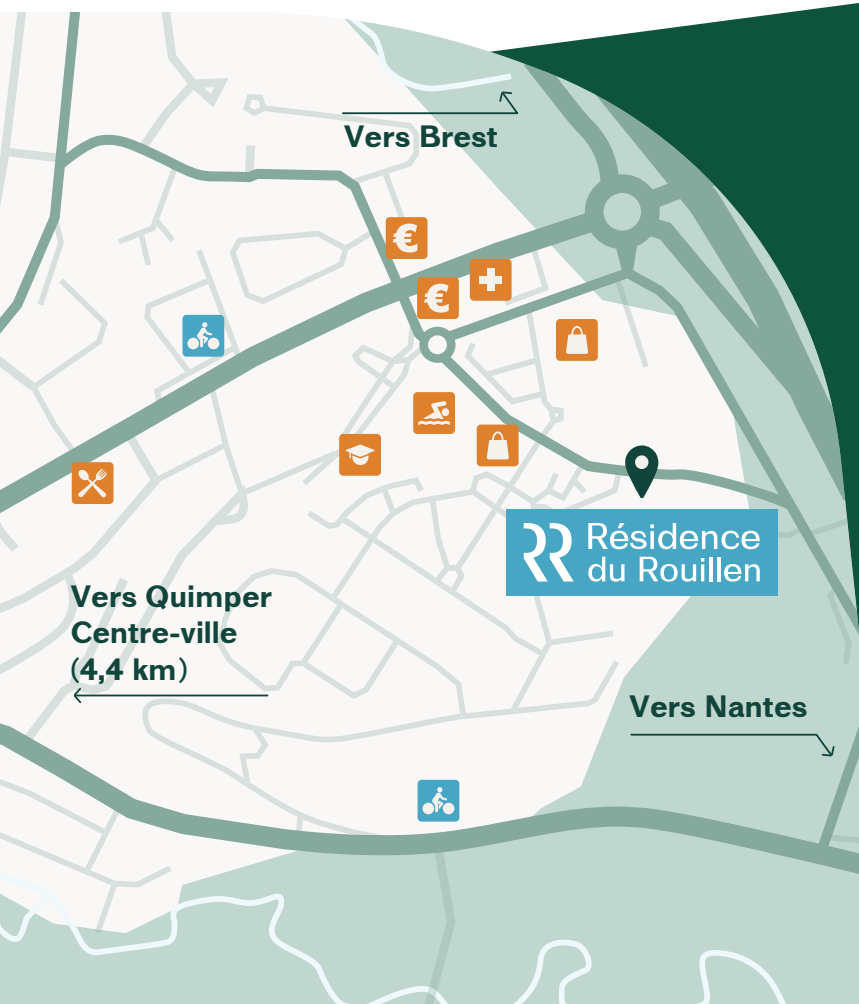 Vers Brest
€
€
Résidence
du Rouillen
Vers Quimper
Centre-ville
(4,4 km)
Vers Nantes